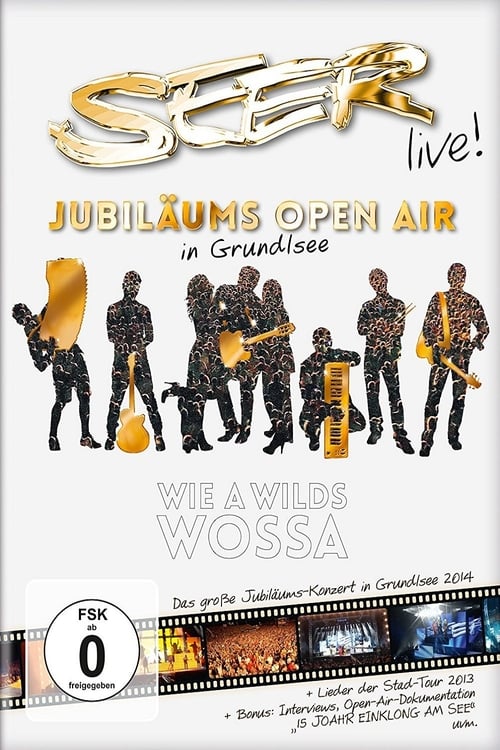 SEER
live!
JUBILÄUMS OPEN AIR
in Grundlsee
WIE A WILDS
WOSSA
Das große Jubiläums-Konzert in Grundlsee 2014
FSK
ab
0
freigegeben
+ Lieder der Stad-Tour 2013
+ Bonus: Interviews, Open-Air-Dokumentation
"15 JOAHR EINKLONG AM SEE"
uvm.